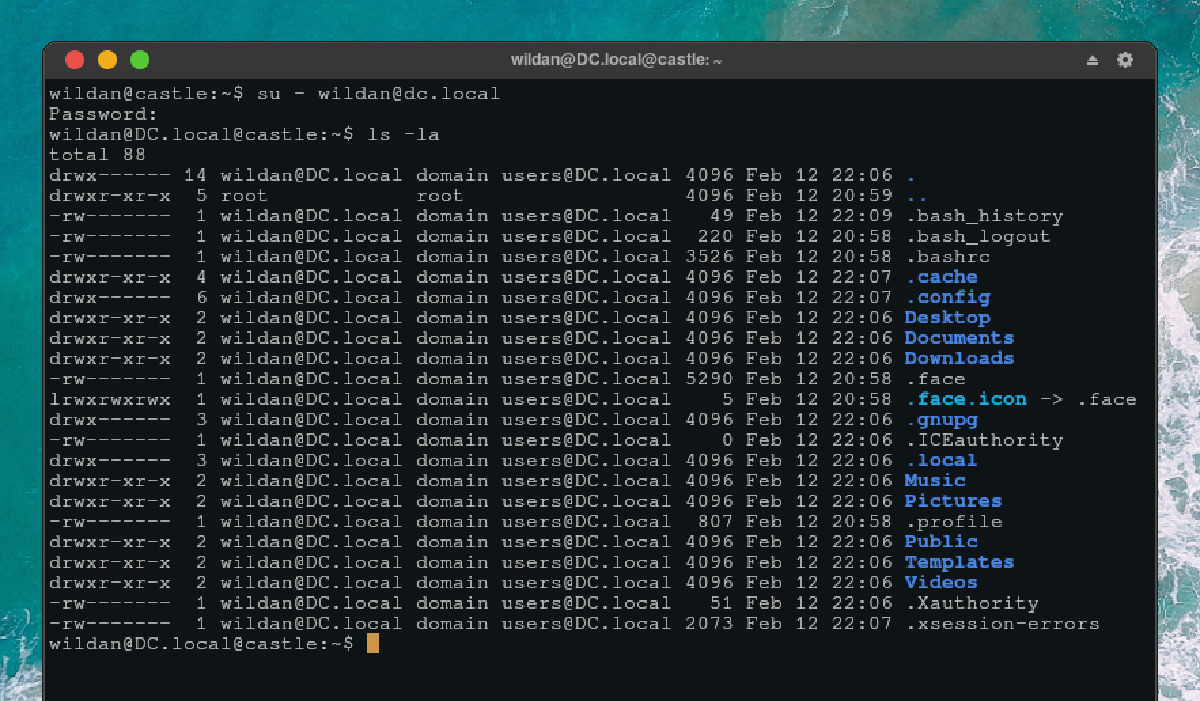 wildan@DC.local@castle: ~
wildan@castle:~$ su - wildan@dc.local
Password:
wildan@DC.local@castle:~$ ls -la
total 88
drwx------ 14 wildan@DC.local domain users@DC.local 4096 Feb 12 22:06 .
drwxr-xr-x  5 root            root                  4096 Feb 12 20:59 ..
-rw-------  1 wildan@DC.local domain users@DC.local   49 Feb 12 22:09 .bash_history
-rw-------  1 wildan@DC.local domain users@DC.local  220 Feb 12 20:58 .bash_logout
-rw-------  1 wildan@DC.local domain users@DC.local 3526 Feb 12 20:58 .bashrc
drwxr-xr-x  4 wildan@DC.local domain users@DC.local 4096 Feb 12 22:07 .cache
drwx------  6 wildan@DC.local domain users@DC.local 4096 Feb 12 22:07 .config
drwxr-xr-x  2 wildan@DC.local domain users@DC.local 4096 Feb 12 22:06 Desktop
drwxr-xr-x  2 wildan@DC.local domain users@DC.local 4096 Feb 12 22:06 Documents
drwxr-xr-x  2 wildan@DC.local domain users@DC.local 4096 Feb 12 22:06 Downloads
-rw-------  1 wildan@DC.local domain users@DC.local 5290 Feb 12 20:58 .face
lrwxrwxrwx  1 wildan@DC.local domain users@DC.local    5 Feb 12 20:58 .face.icon -> .face
drwx------  3 wildan@DC.local domain users@DC.local 4096 Feb 12 22:06 .gnupg
-rw-------  1 wildan@DC.local domain users@DC.local    0 Feb 12 22:06 .ICEauthority
drwx------  3 wildan@DC.local domain users@DC.local 4096 Feb 12 22:06 .local
drwxr-xr-x  2 wildan@DC.local domain users@DC.local 4096 Feb 12 22:06 Music
drwxr-xr-x  2 wildan@DC.local domain users@DC.local 4096 Feb 12 22:06 Pictures
-rw-------  1 wildan@DC.local domain users@DC.local  807 Feb 12 20:58 .profile
drwxr-xr-x  2 wildan@DC.local domain users@DC.local 4096 Feb 12 22:06 Public
drwxr-xr-x  2 wildan@DC.local domain users@DC.local 4096 Feb 12 22:06 Templates
drwxr-xr-x  2 wildan@DC.local domain users@DC.local 4096 Feb 12 22:06 Videos
-rw-------  1 wildan@DC.local domain users@DC.local   51 Feb 12 22:06 .Xauthority
-rw-------  1 wildan@DC.local domain users@DC.local 2073 Feb 12 22:07 .xsession-errors
wildan@DC.local@castle:~$